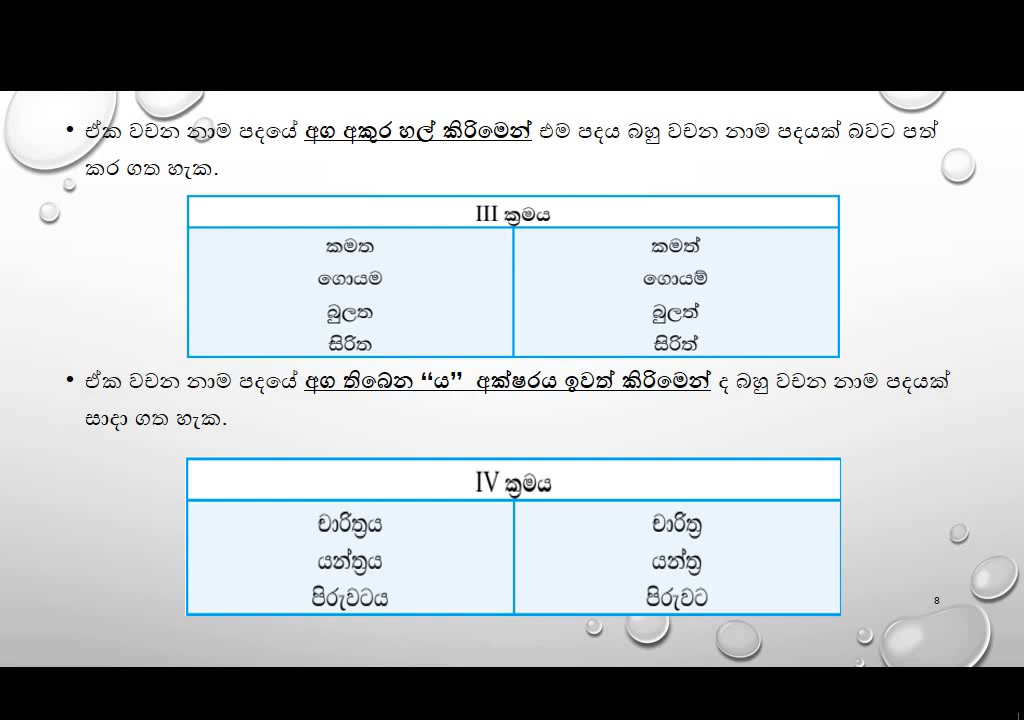 • ඒක වචන නාම පදයේ අග අකුර හල් කිරිමෙන් එම පදය බහු වචන නාම පදයක් බවට පත්
කර ගත හැක.
III ක්‍රමය
කමත කමත්
ගොයම ගොයම්
බුලත බුලත්
සිරිත සිරිත්
• ඒක වචන නාම පදයේ අග තිබෙන “ය” අක්ෂරය ඉවත් කිරිමෙන් ද බහු වචන නාම පදයක්
සාදා ගත හැක.
IV ක්‍රමය
චාරිත්‍රය චාරිත්‍ර
යන්ත්‍රය යන්ත්‍ර
පිරුවටය පිරුවට
8